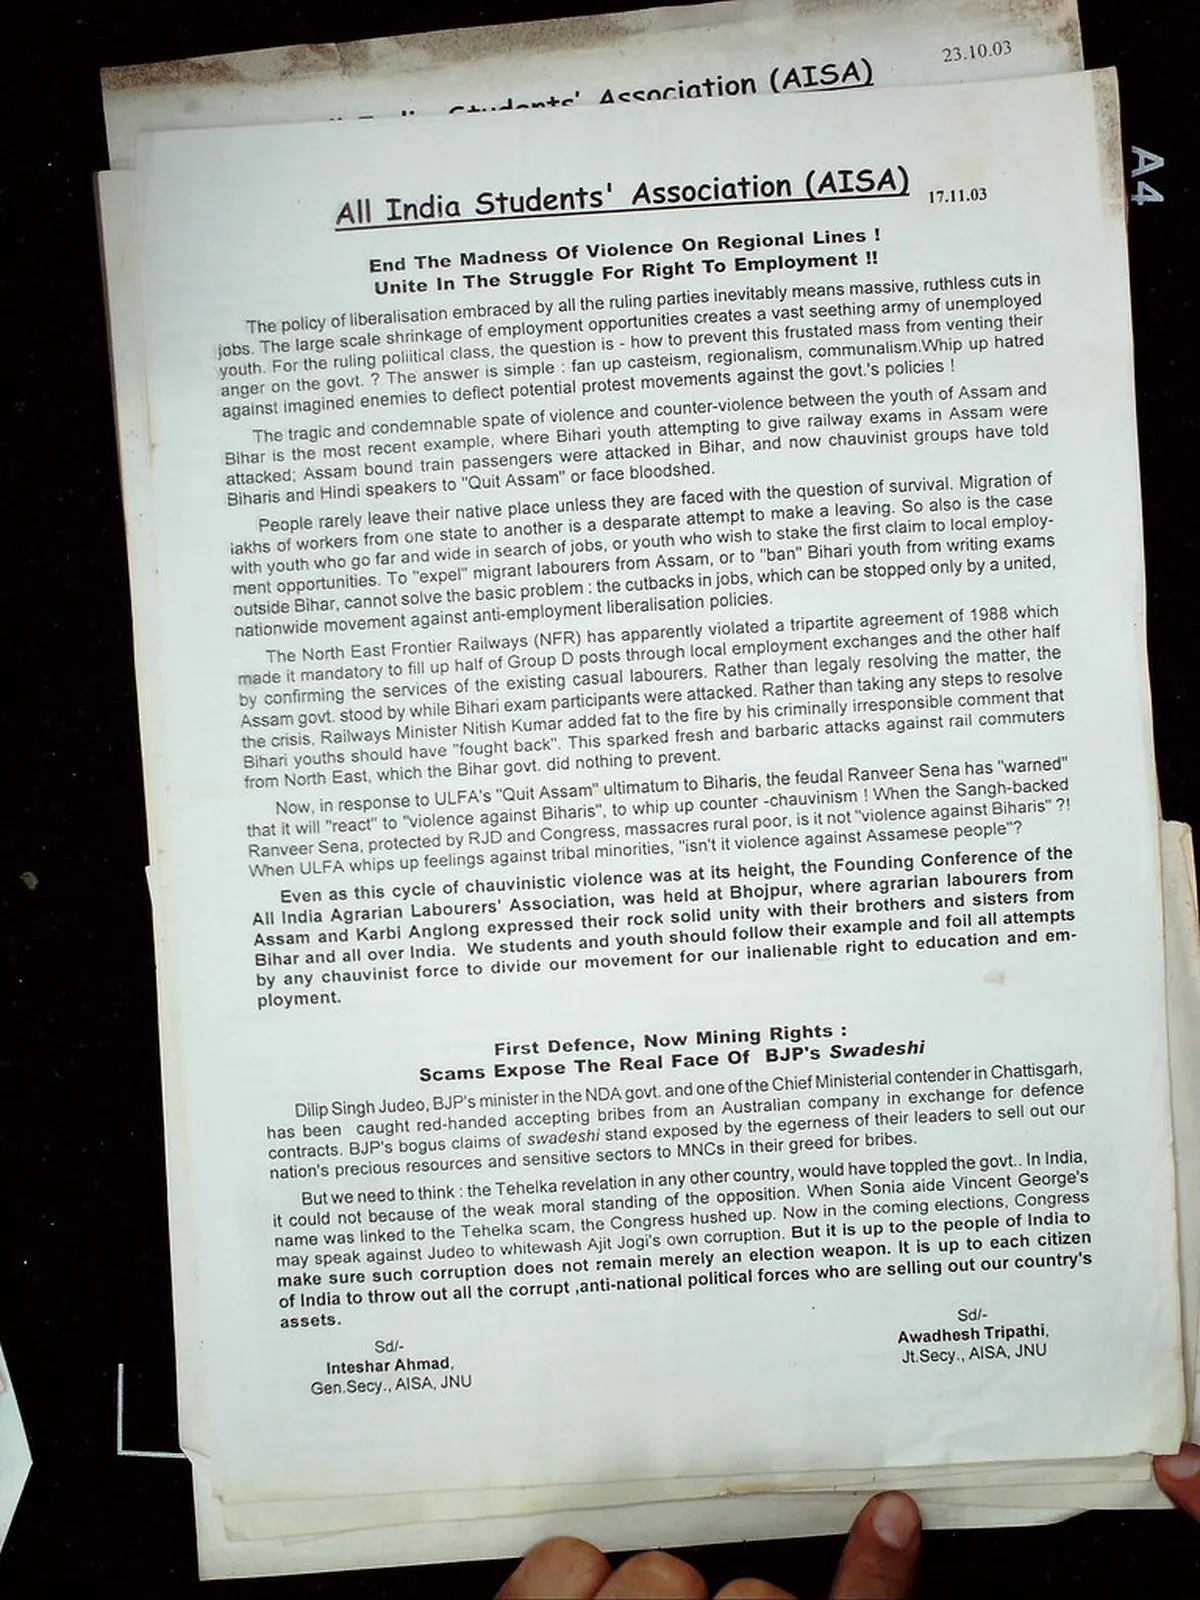 23.10.03
Students' Association (AISA)
A4
All India Students' Association (AISA)
17.11.03
End The Madness Of Violence On Regional Lines !
Unite In The Struggle For Right To Employment !!
The policy of liberalisation embraced by all the ruling parties inevitably means massive, ruthless cuts in
jobs. The large scale shrinkage of employment opportunities creates a vast seething army of unemployed
youth. For the ruling poliitical class, the question is - how to prevent this frustated mass from venting their
anger on the govt. ? The answer is simple : fan up casteism, regionalism, communalism.Whip up hatred
against imagined enemies to deflect potential protest movements against the govt.'s policies !
The tragic and condemnable spate of violence and counter-violence between the youth of Assam and
Bihar is the most recent example, where Bihari youth attempting to give railway exams in Assam were
attacked; Assam bound train passengers were attacked in Bihar, and now chauvinist groups have told
Biharis and Hindi speakers to "Quit Assam" or face bloodshed.
People rarely leave their native place unless they are faced with the question of survival. Migration of
lakhs of workers from one state to another is a desparate attempt to make a leaving. So also is the case
with youth who go far and wide in search of jobs, or youth who wish to stake the first claim to local employ-
ment opportunities. To "expel" migrant labourers from Assam, or to "ban" Bihari youth from writing exams
outside Bihar, cannot solve the basic problem : the cutbacks in jobs, which can be stopped only by a united,
nationwide movement against anti-employment liberalisation policies.
The North East Frontier Railways (NFR) has apparently violated a tripartite agreement of 1988 which
made it mandatory to fill up half of Group D posts through local employment exchanges and the other half
by confirming the services of the existing casual labourers. Rather than legaly resolving the matter, the
Assam govt. stood by while Bihari exam participants were attacked. Rather than taking any steps to resolve
the crisis, Railways Minister Nitish Kumar added fat to the fire by his criminally irresponsible comment that
Bihari youths should have "fought back". This sparked fresh and barbaric attacks against rail commuters
from North East, which the Bihar govt. did nothing to prevent.
Now, in response to ULFA's "Quit Assam" ultimatum to Biharis, the feudal Ranveer Sena has "warned"
that it will "react" to "violence against Biharis", to whip up counter -chauvinism ! When the Sangh-backed
Ranveer Sena, protected by RJD and Congress, massacres rural poor, is it not "violence against Biharis" ?!
When ULFA whips up feelings against tribal minorities, "isn't it violence against Assamese people"?
Even as this cycle of chauvinistic violence was at its height, the Founding Conference of the
All India Agrarian Labourers' Association, was held at Bhojpur, where agrarian labourers from
Assam and Karbi Anglong expressed their rock solid unity with their brothers and sisters from
Bihar and all over India. We students and youth should follow their example and foil all attempts
by any chauvinist force to divide our movement for our inalienable right to education and em-
ployment.
First Defence, Now Mining Rights :
Scams Expose The Real Face Of BJP's Swadeshi
Dilip Singh Judeo, BJP's minister in the NDA govt. and one of the Chief Ministerial contender in Chattisgarh,
has been caught red-handed accepting bribes from an Australian company in exchange for defence
contracts. BJP's bogus claims of swadeshi stand exposed by the egerness of their leaders to sell out our
nation's precious resources and sensitive sectors to MNCs in their greed for bribes.
But we need to think : the Tehelka revelation in any other country, would have toppled the govt.. In India,
it could not because of the weak moral standing of the opposition. When Sonia aide Vincent George's
name was linked to the Tehelka scam, the Congress hushed up. Now in the coming elections, Congress
may speak against Judeo to whitewash Ajit Jogi's own corruption. But it is up to the people of India to
make sure such corruption does not remain merely an election weapon. It is up to each citizen
of India to throw out all the corrupt ,anti-national political forces who are selling out our country's
assets.
Sd/-
Inteshar Ahmad,
Gen.Secy., AISA, JNU
Sd/-
Awadhesh Tripathi,
Jt.Secy., AISA, JNU